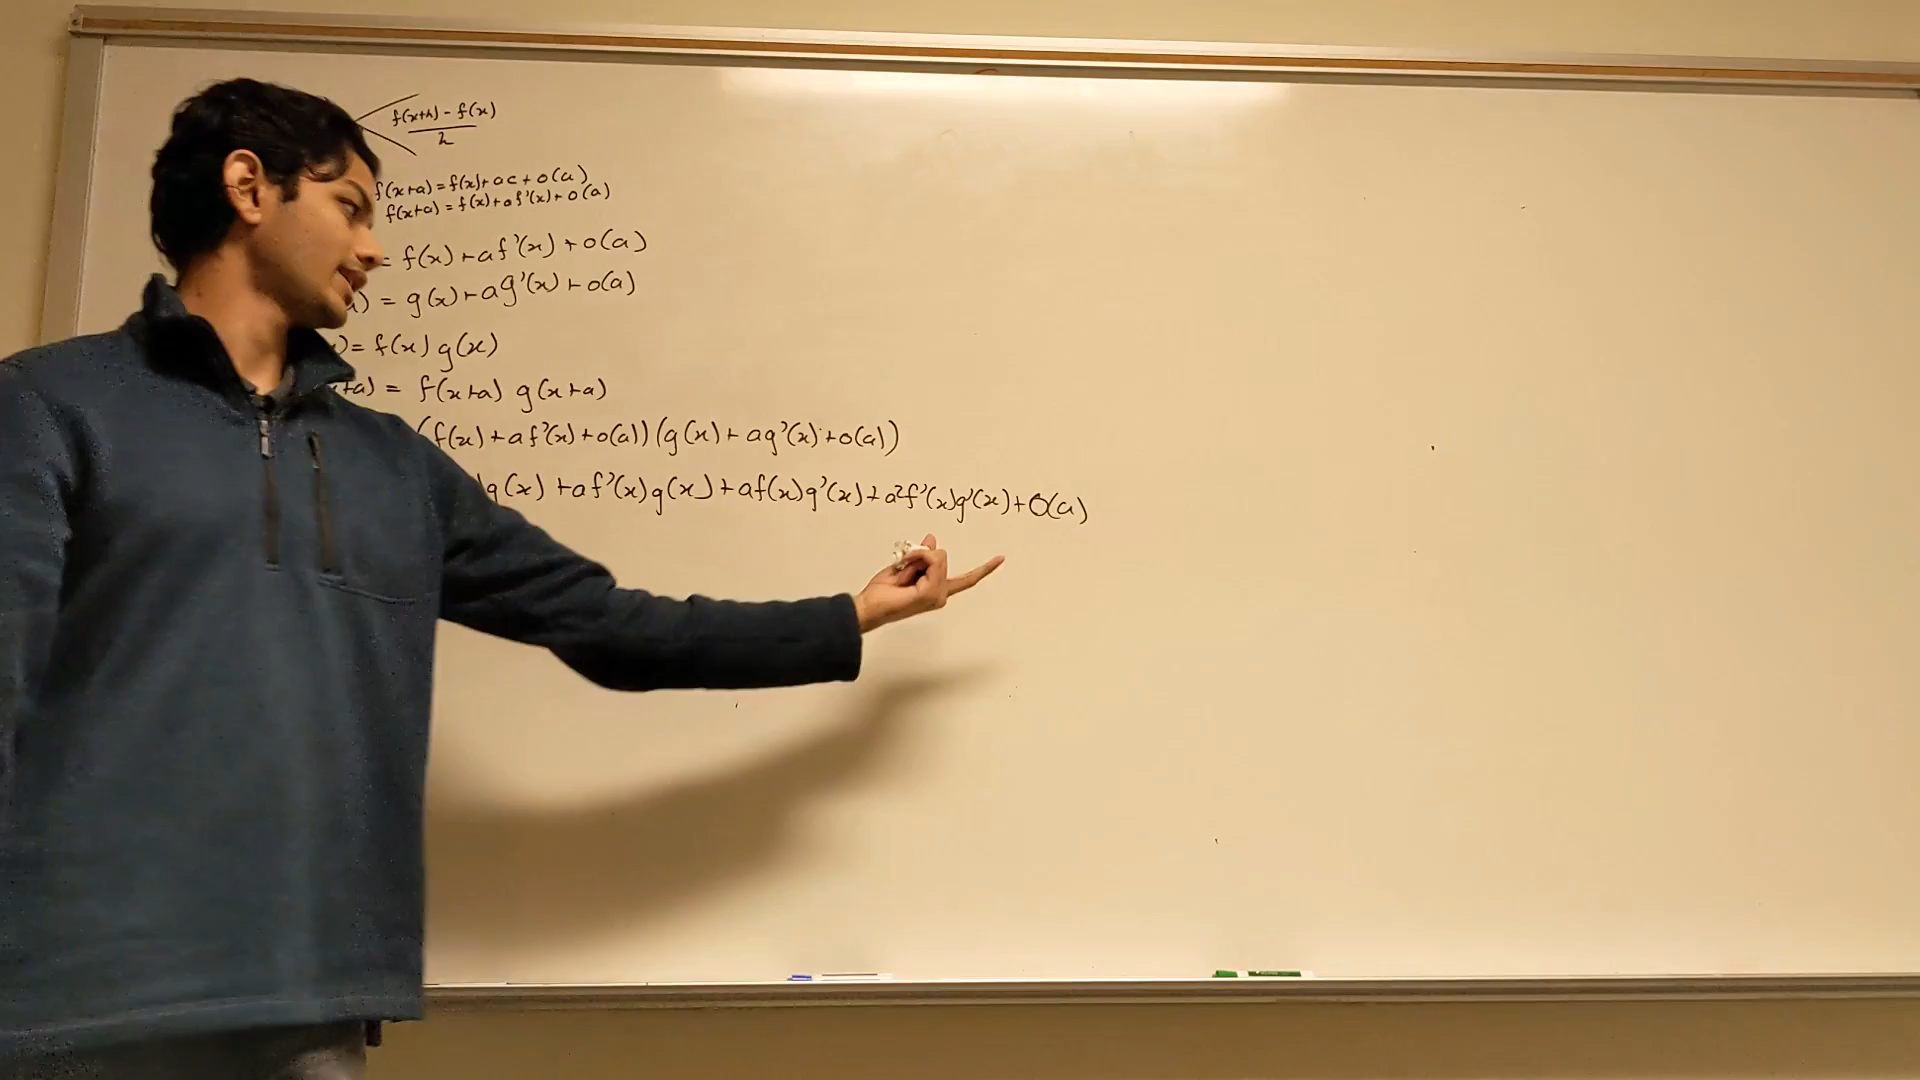 f(x+h) - f(x)
h
f(x+a) = f(x) + ac + o(a)
f(x+a) = f(x) + af'(x) + o(a)
= f(x) + af'(x) + o(a)
a) = g(x) + ag'(x) + o(a)
) = f(x) g(x)
x+a) = f(x+a) g(x+a)
(f(x) + af'(x) + o(a)) (g(x) + ag'(x) + o(a))
)g(x) + af'(x)g(x) + af(x)g'(x) + a²f'(x)g'(x) + O(a)